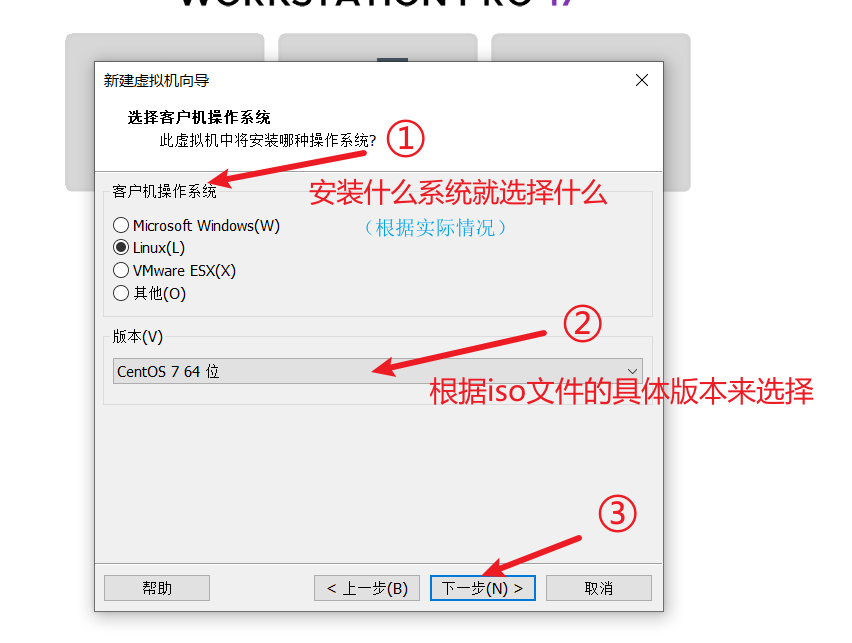 WORKSTATION PRO 17
新建虚拟机向导
选择客户机操作系统
此虚拟机中将安装哪种操作系统?
①
客户机操作系统
安装什么系统就选择什么
Microsoft Windows(W)
（根据实际情况）
Linux(L)
VMware ESX(X)
其他(O)
②
版本(V)
CentOS 7 64 位
根据iso文件的具体版本来选择
③
帮助
< 上一步(B)
下一步(N) >
取消